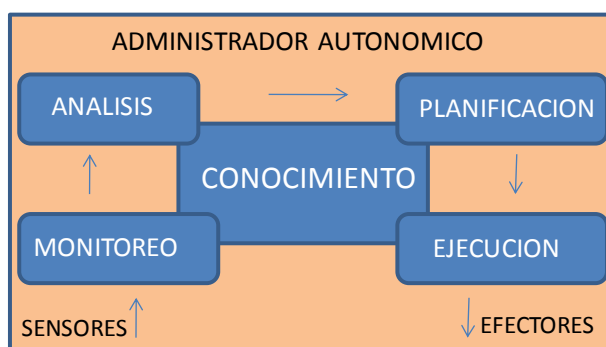 ADMINISTRADOR AUTONOMICO
ANALISIS
PLANIFICACION
CONOCIMIENTO
MONITOREO
EJECUCION
SENSORES
EFECTORES